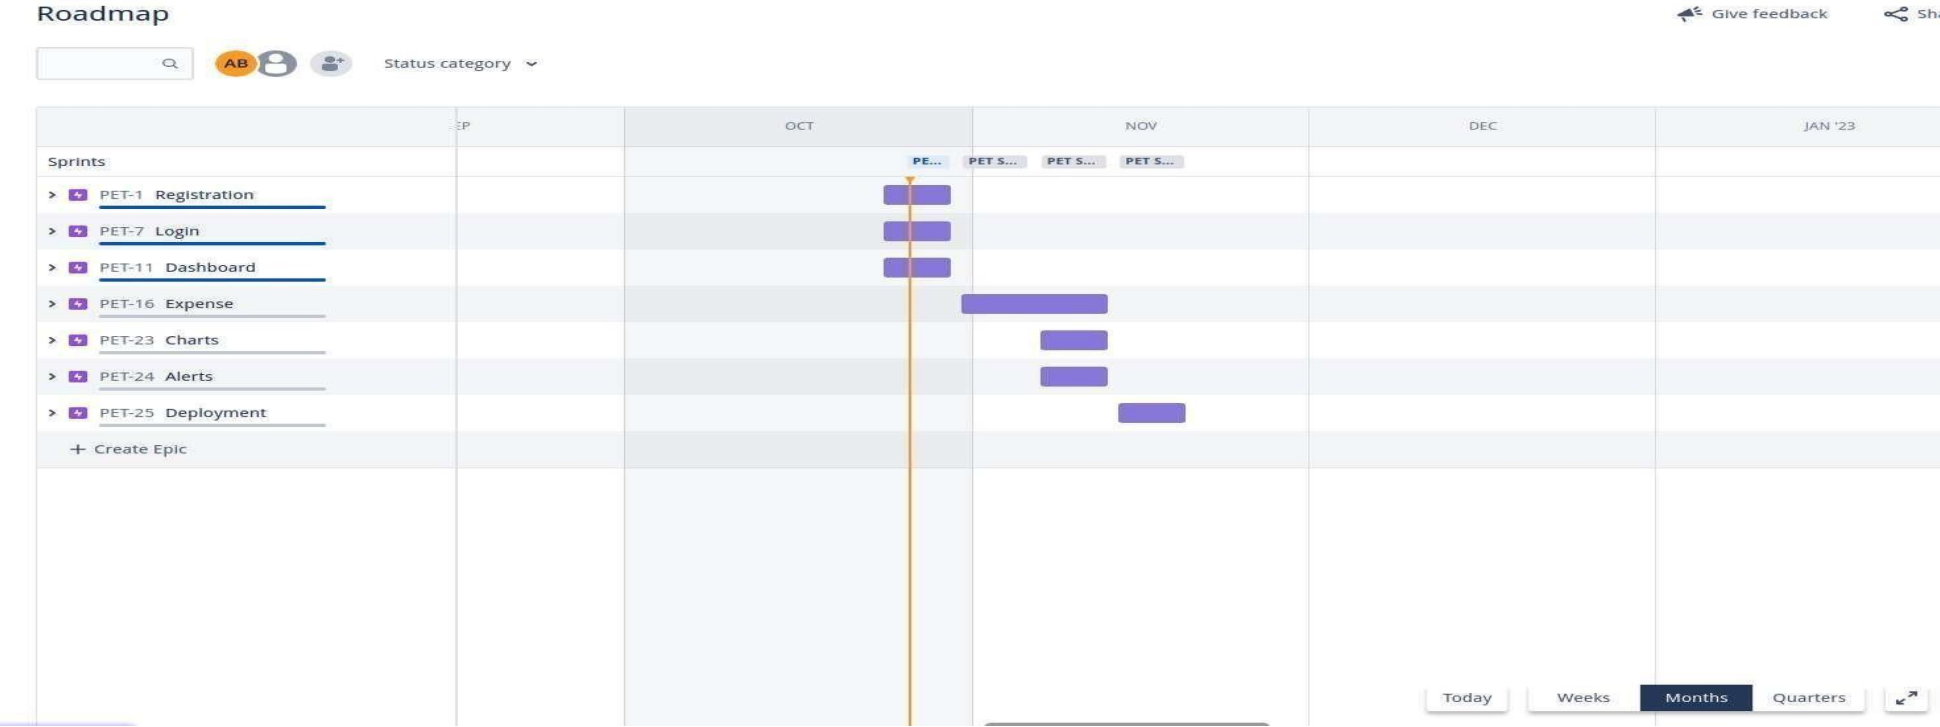 Roadmap
Give feedback
Sha
AB
Status category
EP OCT NOV DEC JAN '23
Sprints PE... PET S... PET S... PET S...
PET-1 Registration
PET-7 Login
PET-11 Dashboard
PET-16 Expense
PET-23 Charts
PET-24 Alerts
PET-25 Deployment
+ Create Epic
Today Weeks Months Quarters